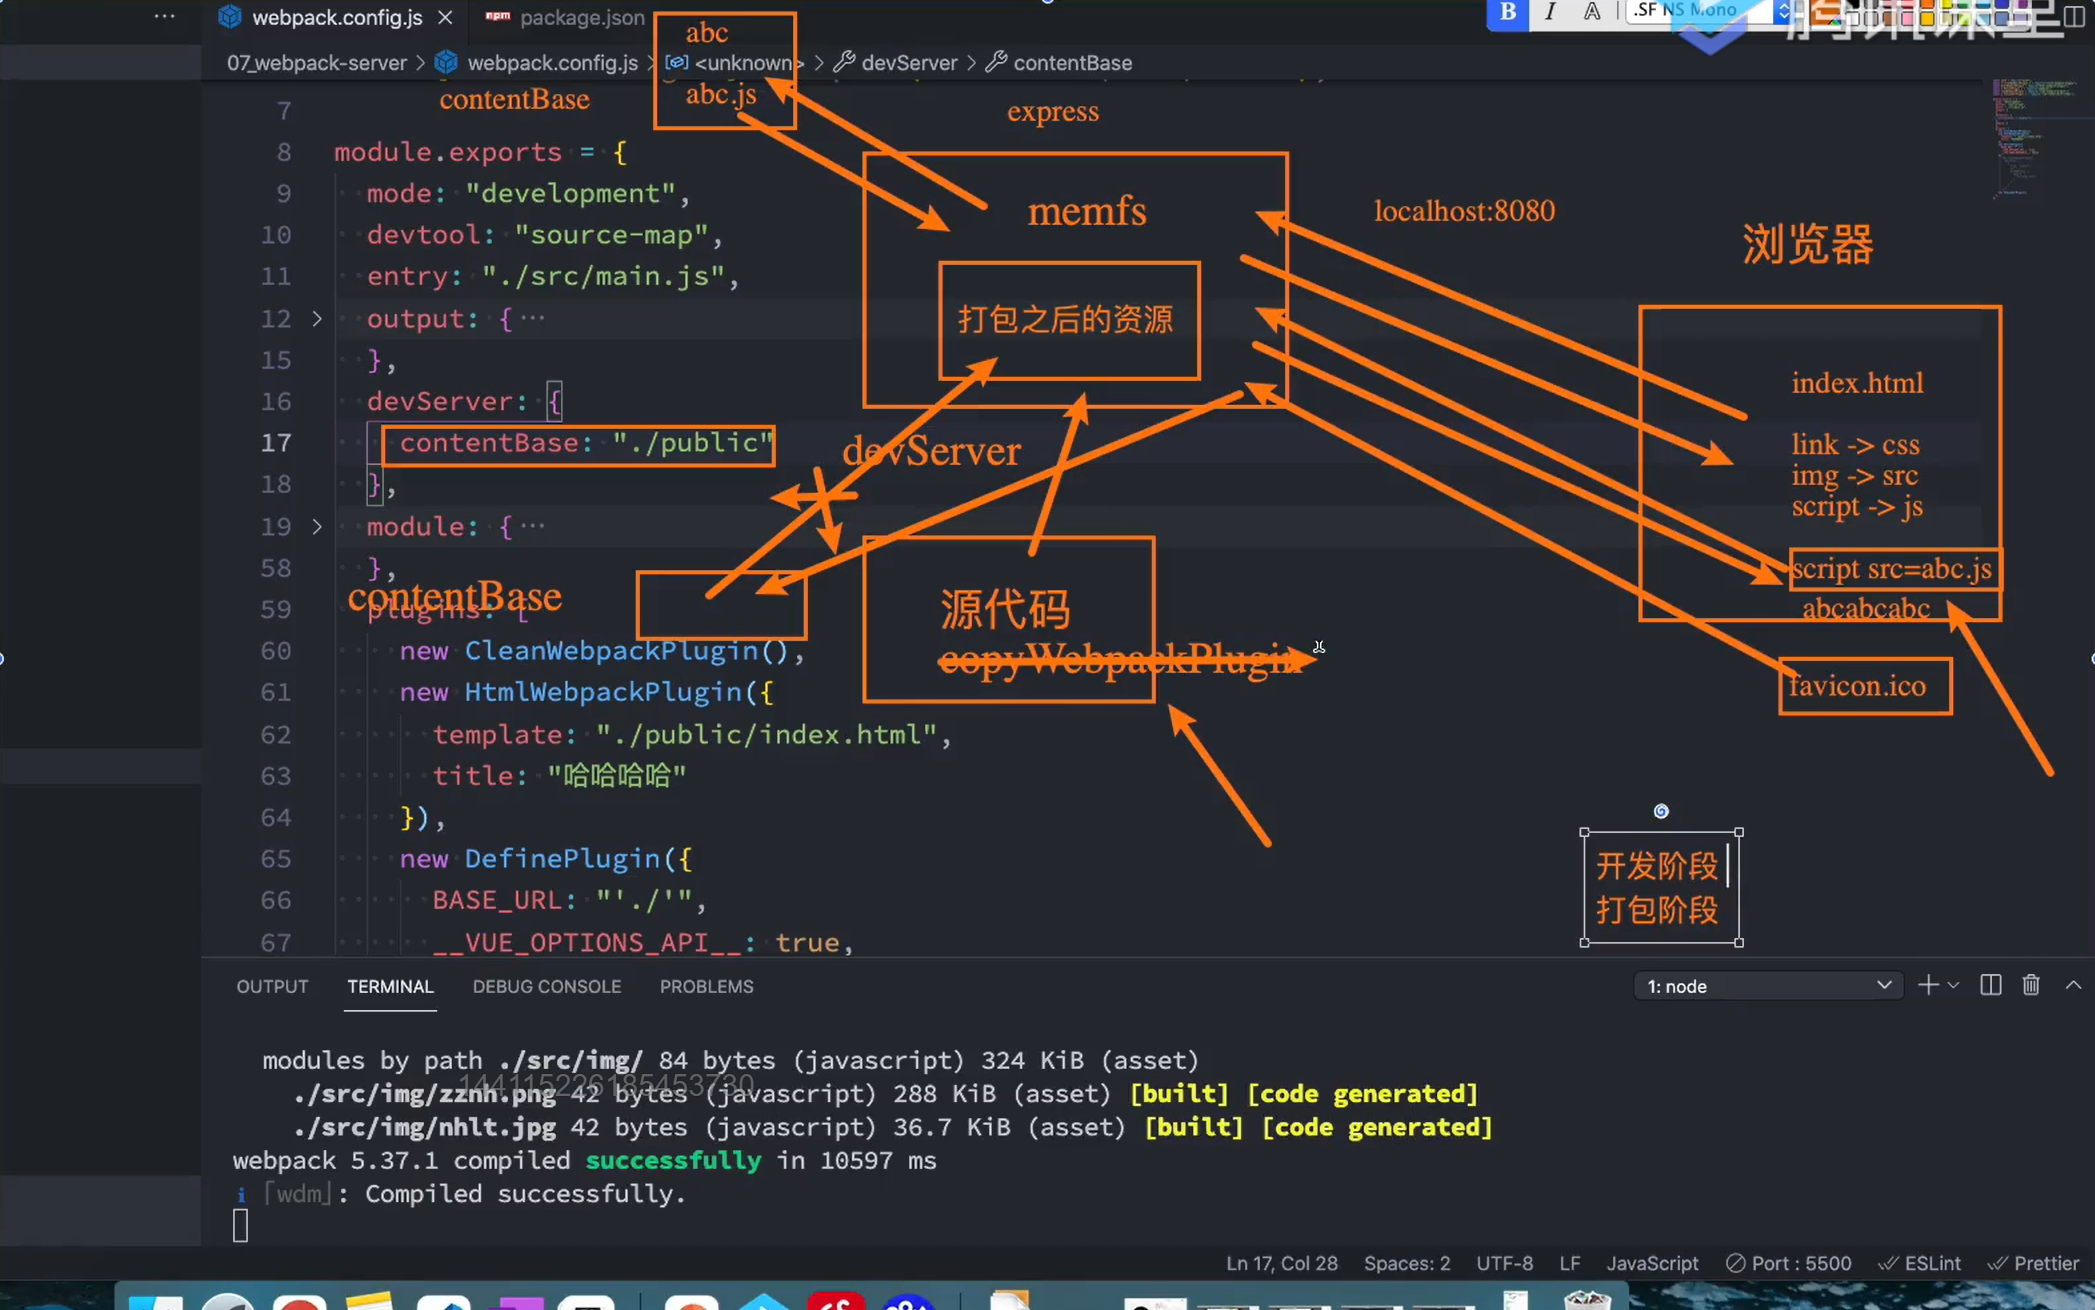 webpack.config.js
package.json
B I A .SF NS Mono
腾讯课堂
07_webpack-server > webpack.config.js > <unknown> > devServer > contentBase
abc
abc.js
contentBase
express
7
8 module.exports = {
9 mode: "development",
10 devtool: "source-map",
11 entry: "./src/main.js",
12 output: { ···
15 },
16 devServer: {
17 contentBase: "./public"
18 },
19 module: { ···
58 },
59 plugins: [
60 new CleanWebpackPlugin(),
61 new HtmlWebpackPlugin({
62 template: "./public/index.html",
63 title: "哈哈哈哈"
64 }),
65 new DefinePlugin({
66 BASE_URL: "'./'",
67 __VUE_OPTIONS_API__: true,
memfs
打包之后的资源
devServer
contentBase
源代码
copyWebpackPlugin
localhost:8080
浏览器
index.html
link -> css
img -> src
script -> js
script src=abc.js
abcabcabc
favicon.ico
开发阶段
打包阶段
OUTPUT TERMINAL DEBUG CONSOLE PROBLEMS
1: node
modules by path ./src/img/ 84 bytes (javascript) 324 KiB (asset)
./src/img/zznh.png 42 bytes (javascript) 288 KiB (asset) [built] [code generated]
./src/img/nhlt.jpg 42 bytes (javascript) 36.7 KiB (asset) [built] [code generated]
webpack 5.37.1 compiled successfully in 10597 ms
i ｢wdm｣: Compiled successfully.
144115226185453730
Ln 17, Col 28 Spaces: 2 UTF-8 LF JavaScript Port : 5500 ESLint Prettier